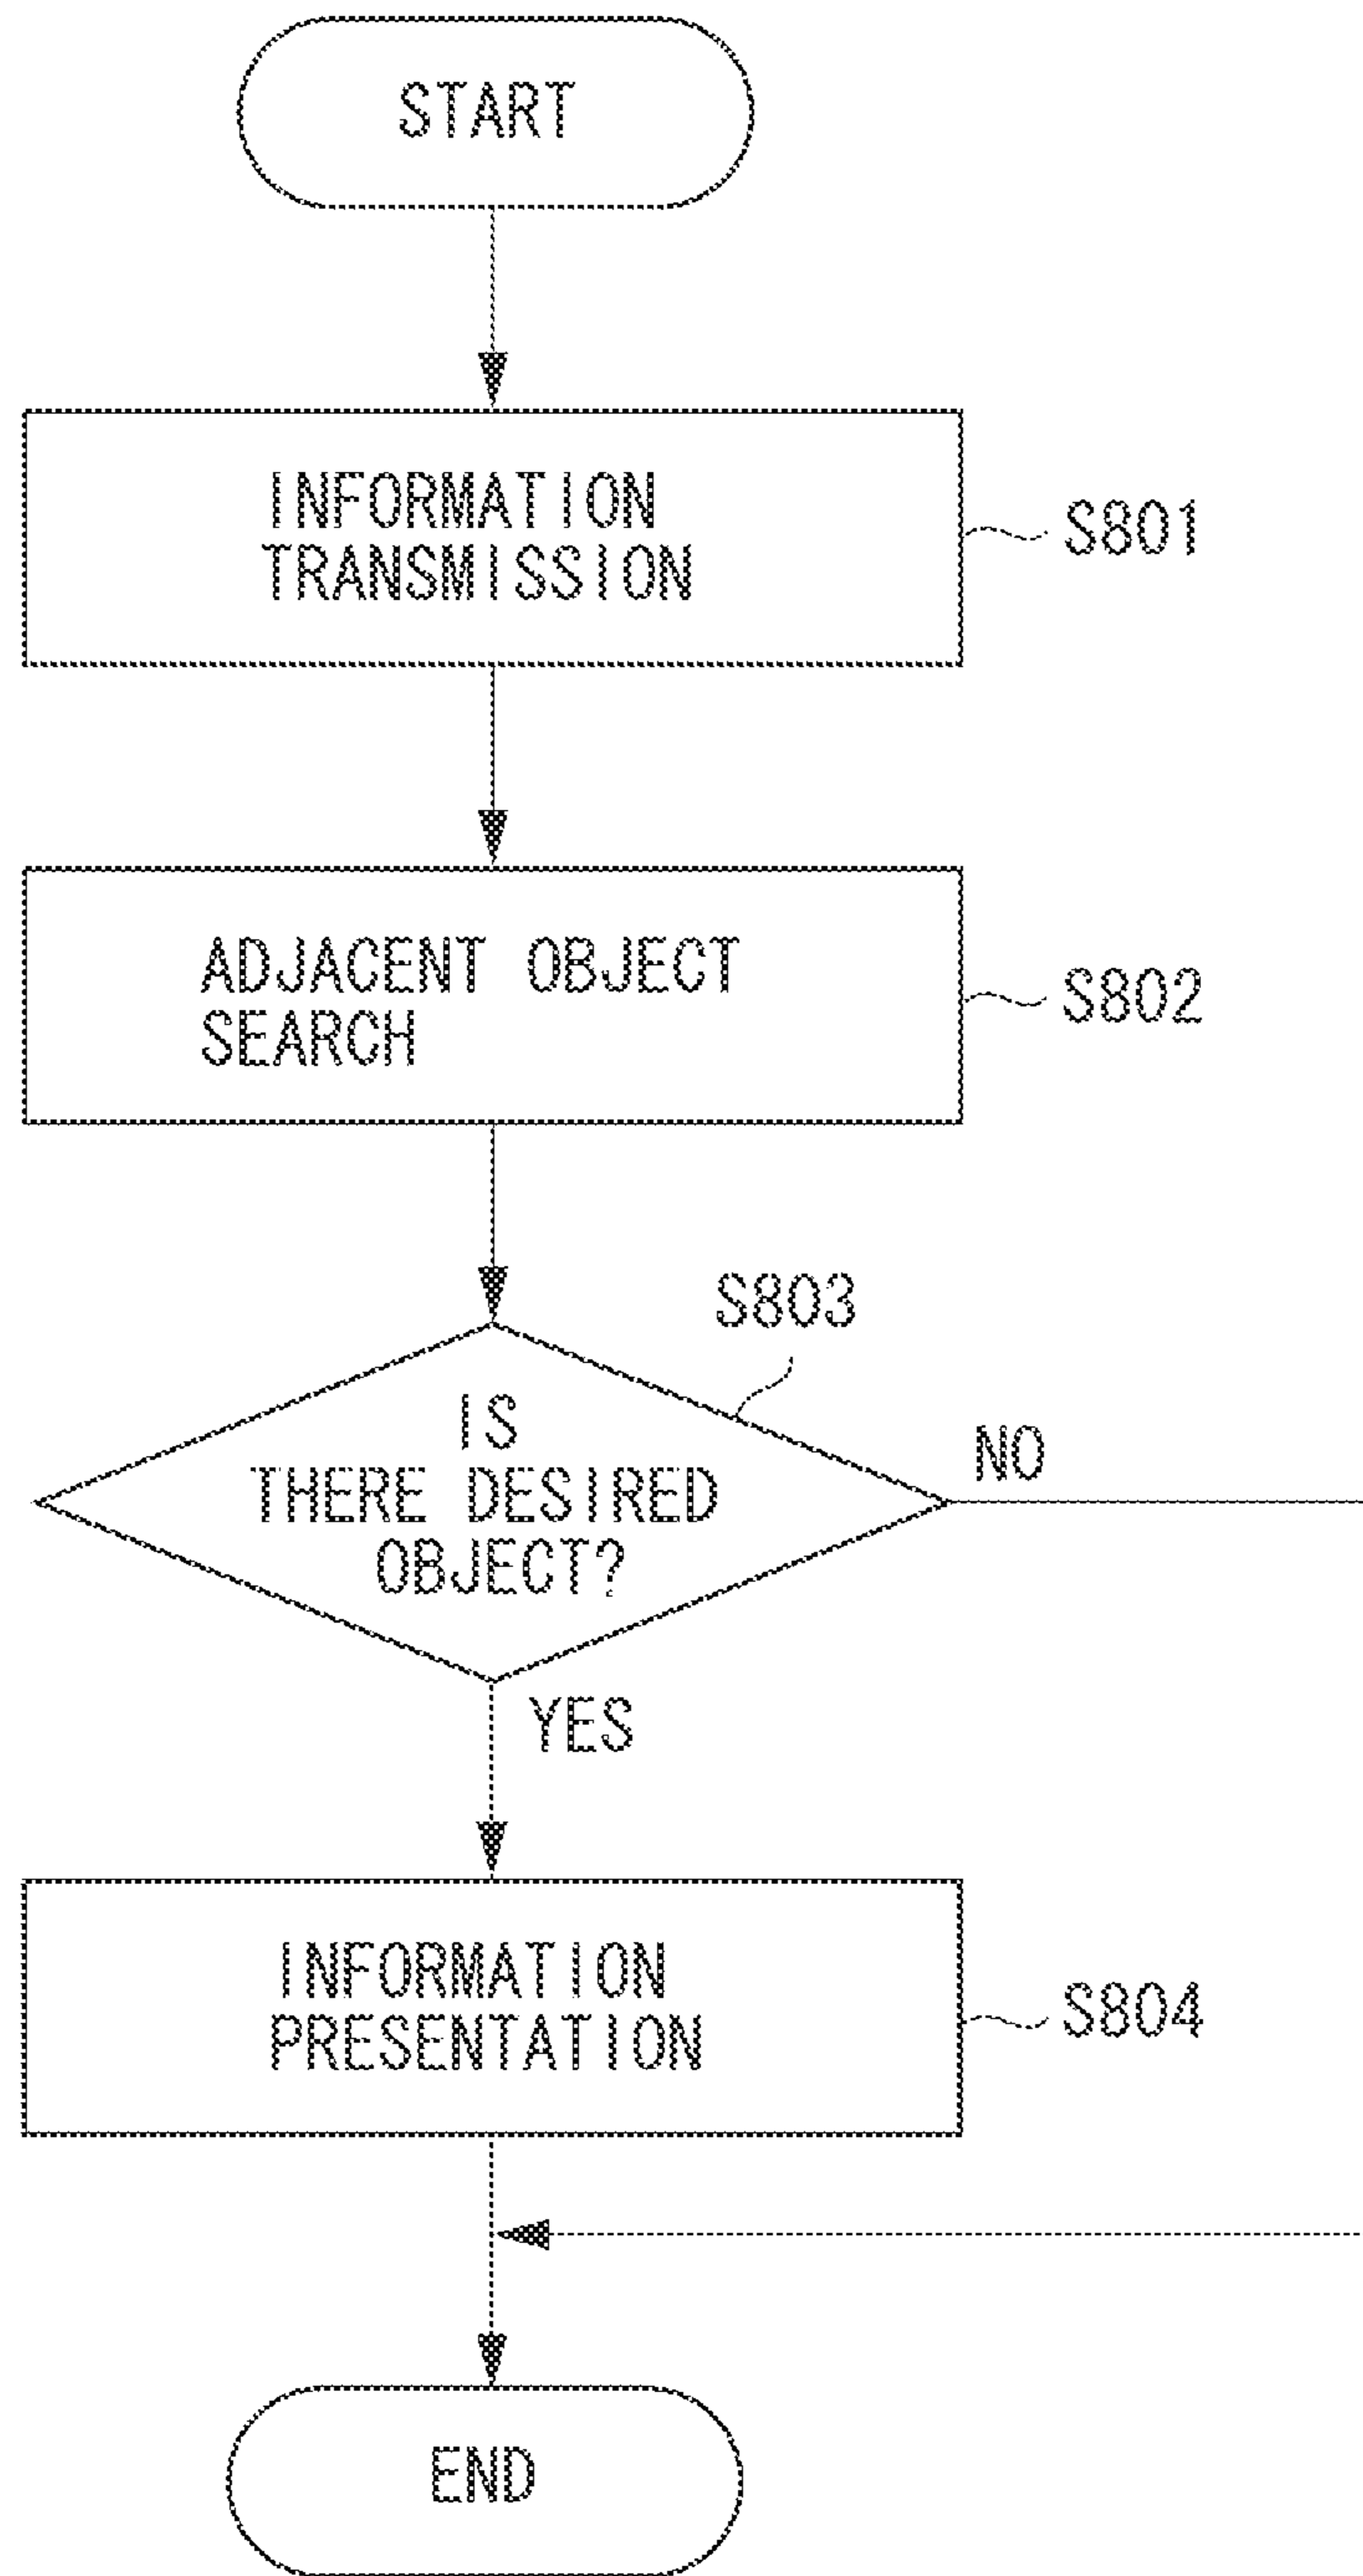 START
INFORMATION
TRANSMISSION
S801
ADJACENT OBJECT
SEARCH
S802
S803
IS
THERE DESIRED
OBJECT?
NO
YES
INFORMATION
PRESENTATION
S804
END